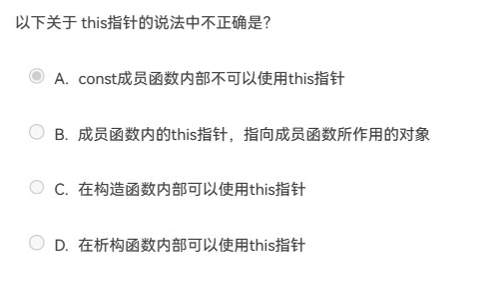 以下关于 this指针的说法中不正确是?
A. const成员函数内部不可以使用this指针
B. 成员函数内的this指针，指向成员函数所作用的对象
C. 在构造函数内部可以使用this指针
D. 在析构函数内部可以使用this指针